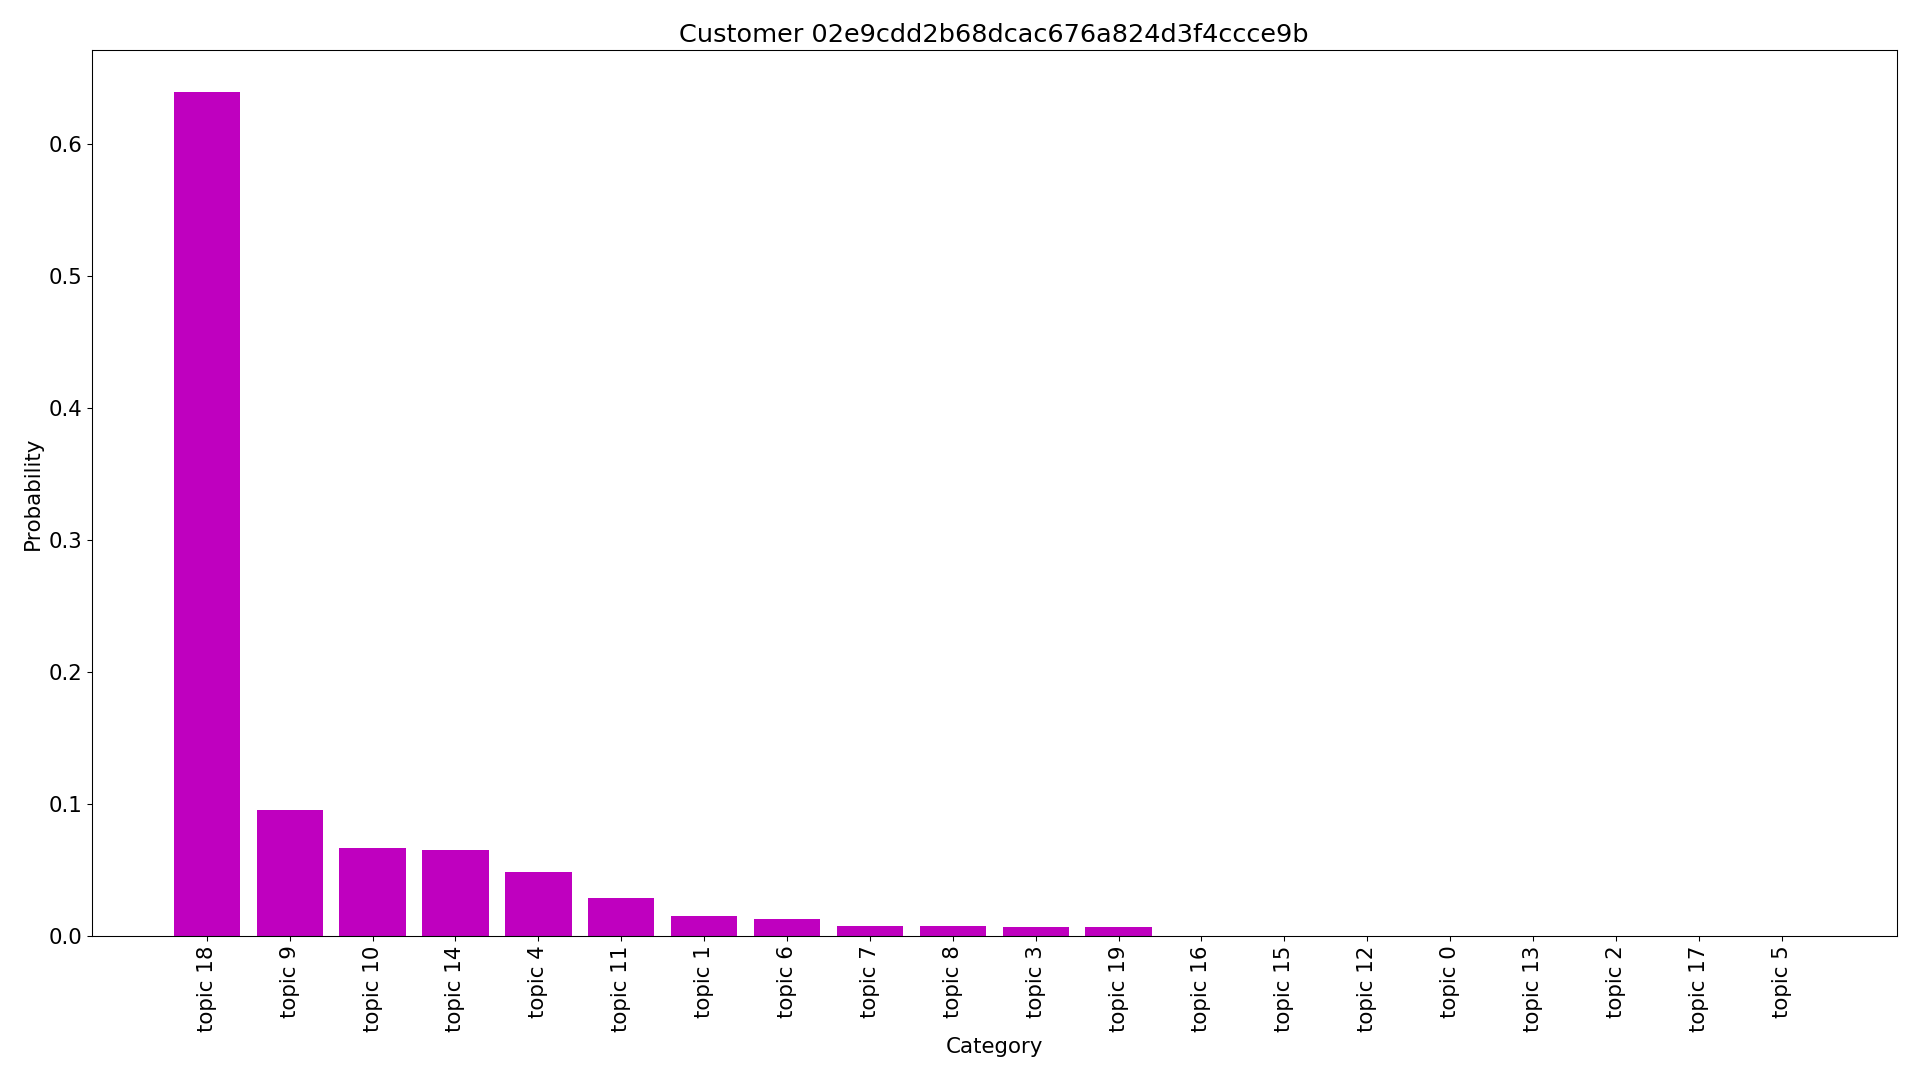 Customer 02e9cdd2b68dcac676a824d3f4ccce9b
Probability
0.6
0.5
0.4
0.3
0.2
0.1
0.0
topic 18
topic 9
topic 10
topic 14
topic 4
topic 11
topic 1
topic 6
topic 7
topic 8
topic 3
topic 19
topic 16
topic 15
topic 12
topic 0
topic 13
topic 2
topic 17
topic 5
Category